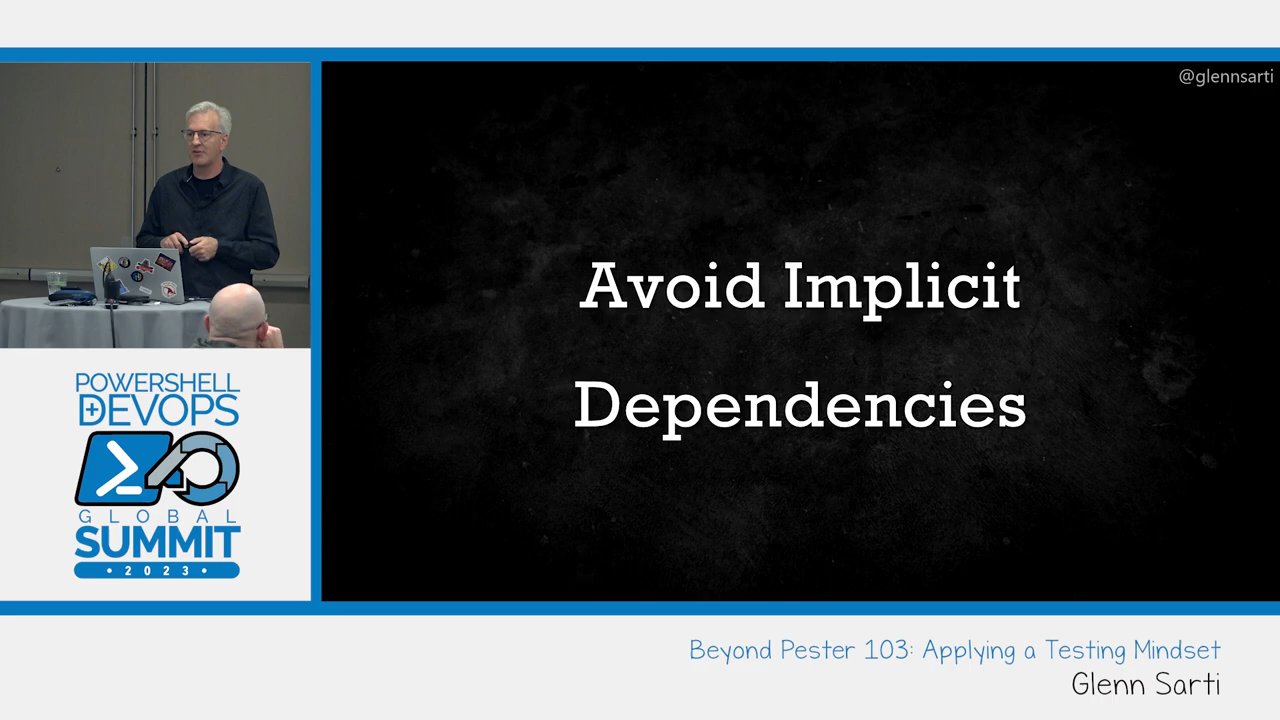 @glennsarti
Avoid Implicit
Dependencies
POWERSHELL
+DEVOPS
GLOBAL
SUMMIT
• 2023 •
Beyond Pester 103: Applying a Testing Mindset
Glenn Sarti